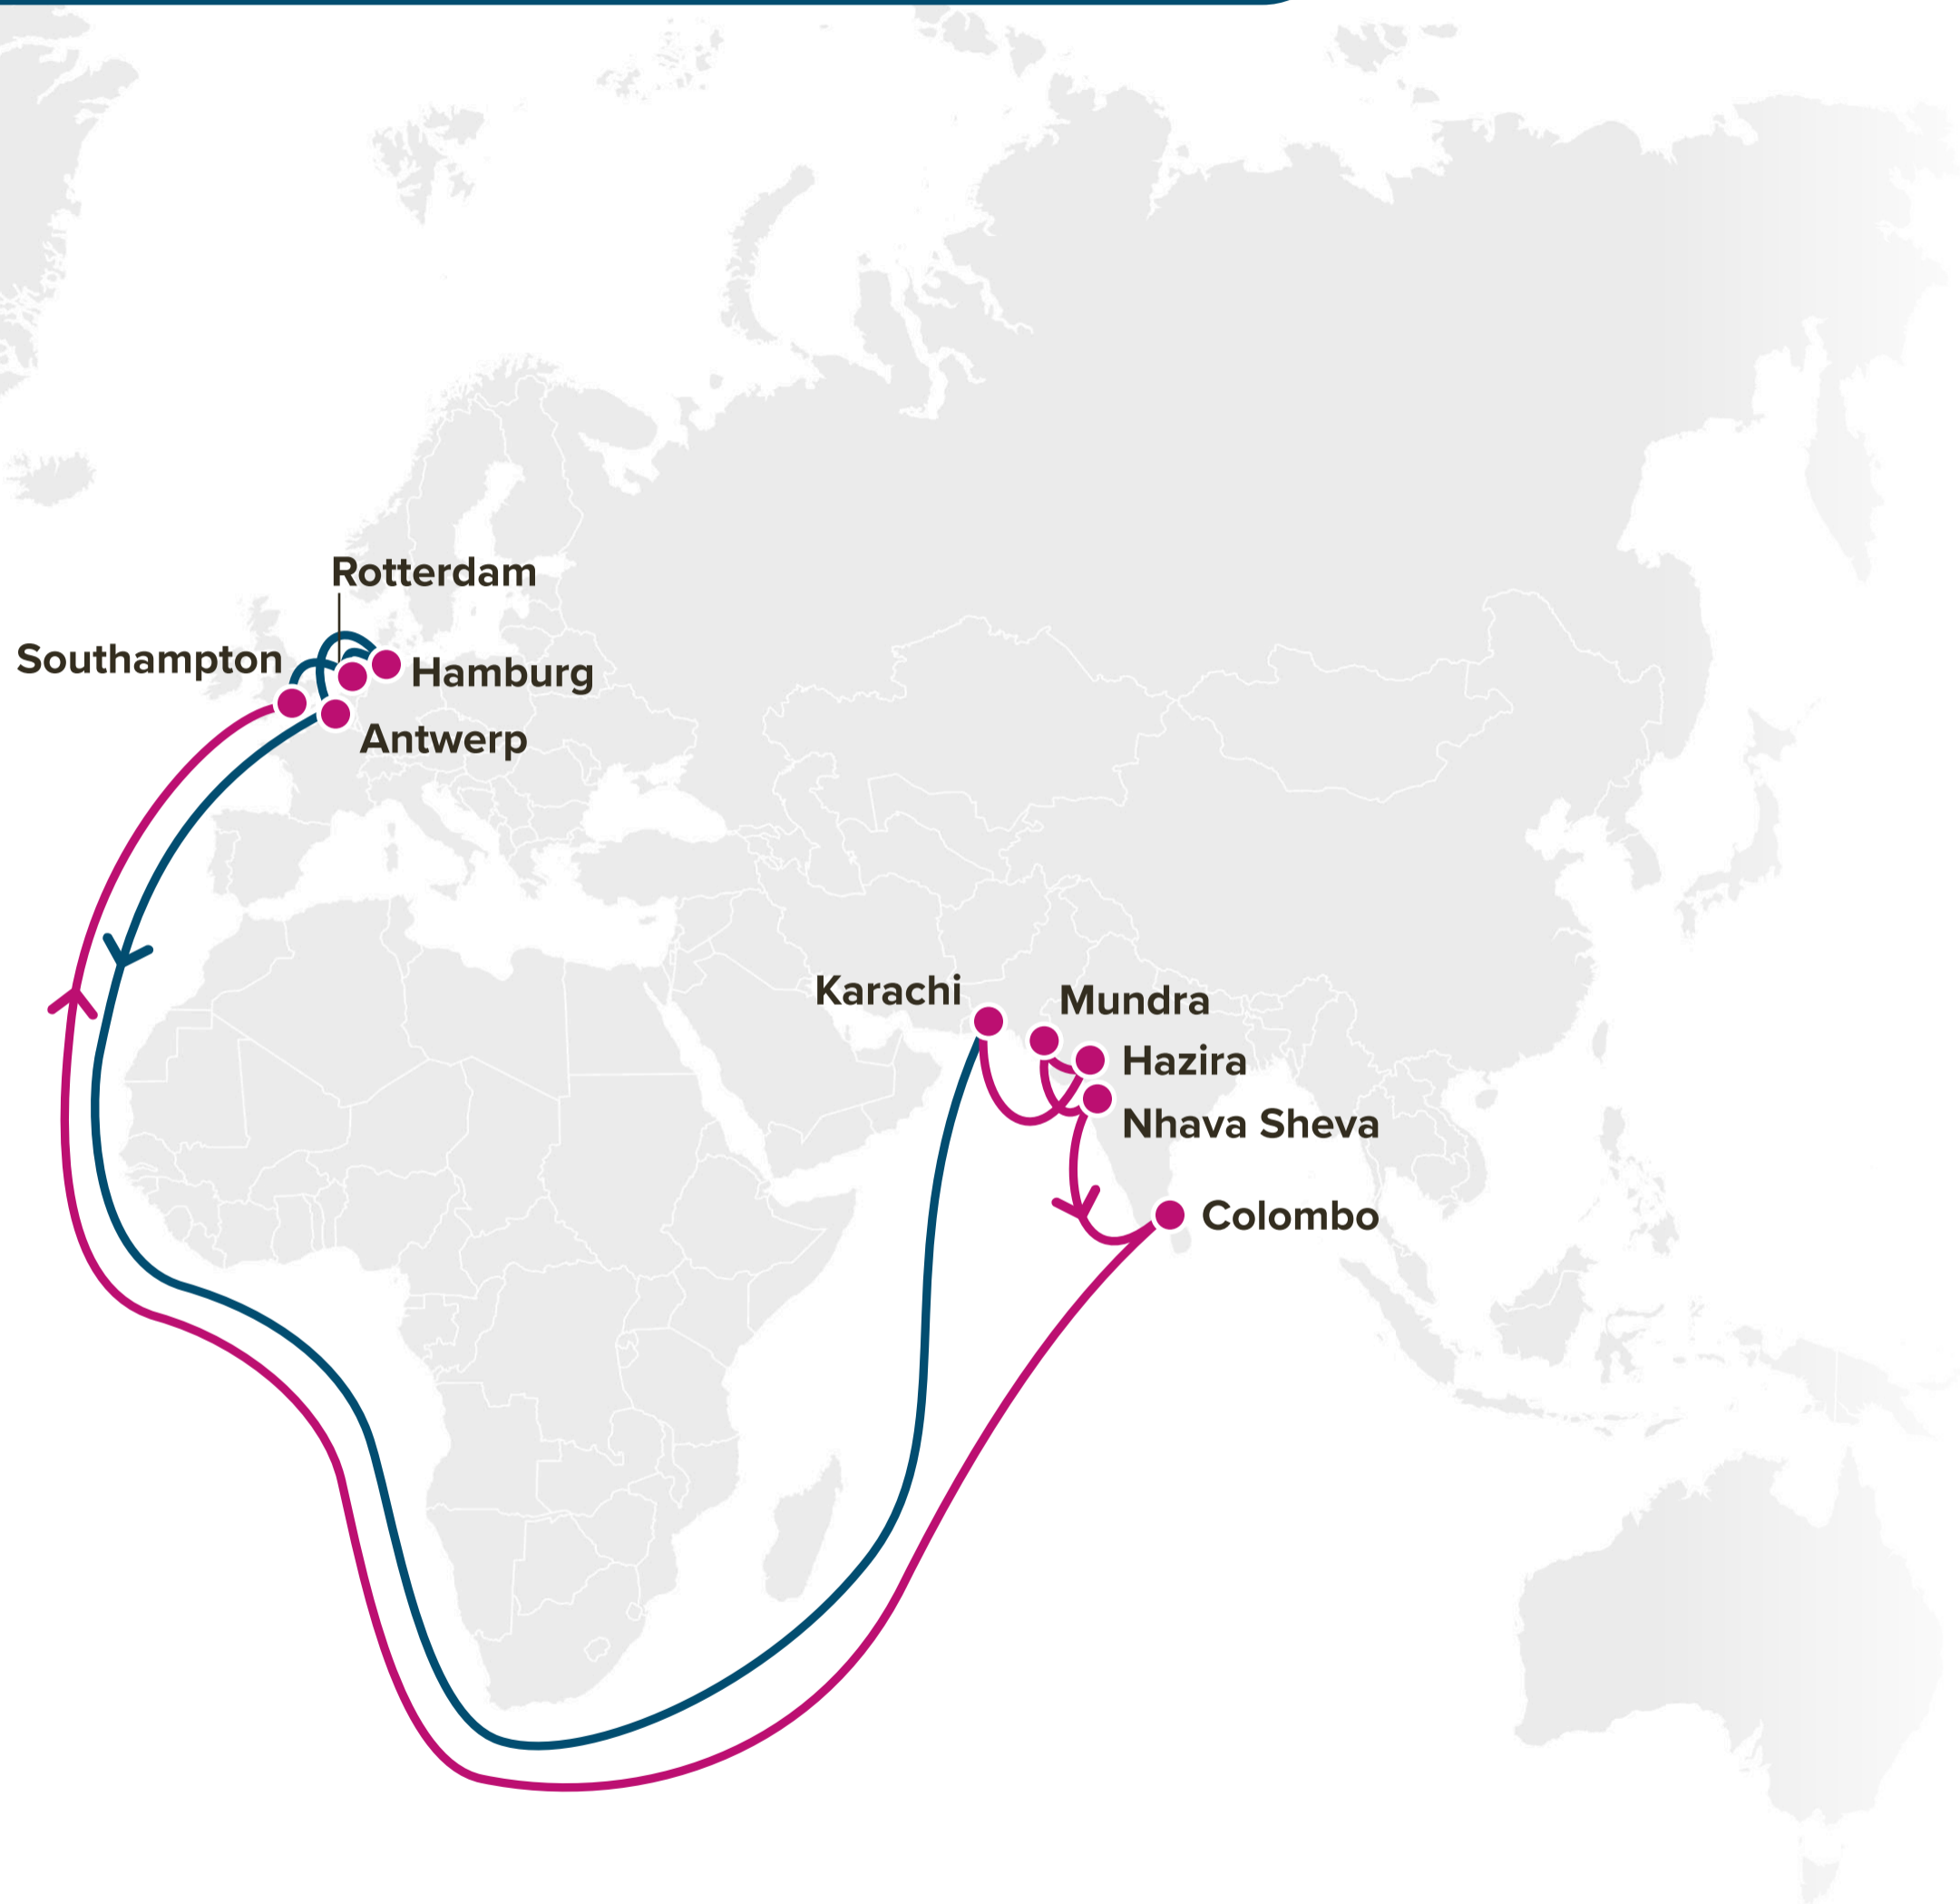 Rotterdam
Southampton
Hamburg
Antwerp
Karachi
Mundra
Hazira
Nhava Sheva
Colombo